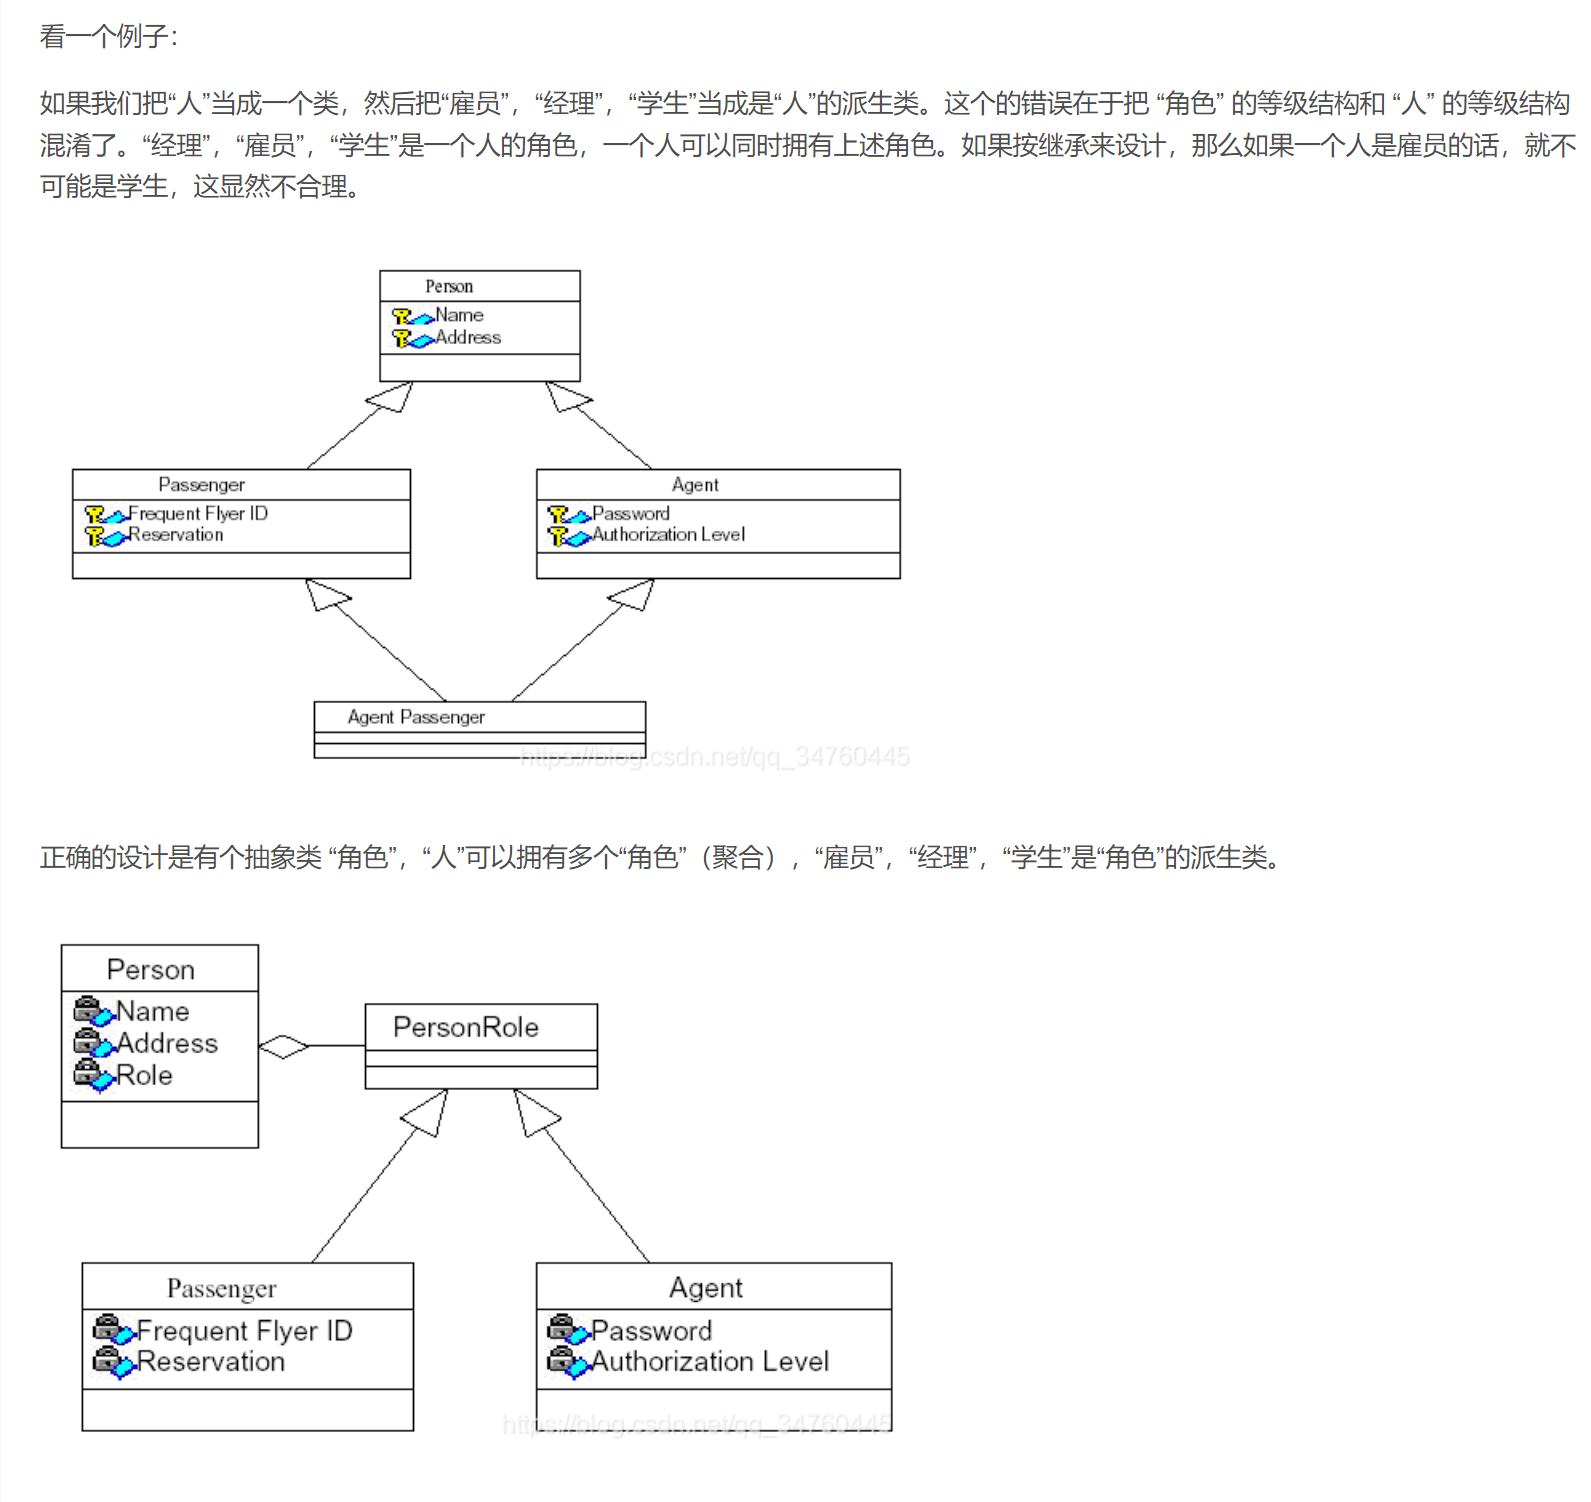 看一个例子：
如果我们把“人”当成一个类，然后把“雇员”，“经理”，“学生”当成是“人”的派生类。这个的错误在于把 “角色” 的等级结构和 “人” 的等级结构
混淆了。“经理”，“雇员”，“学生”是一个人的角色，一个人可以同时拥有上述角色。如果按继承来设计，那么如果一个人是雇员的话，就不
可能是学生，这显然不合理。
Person
Name
Address
Passenger
Frequent Flyer ID
Reservation
Agent
Password
Authorization Level
Agent Passenger
https://blog.csdn.net/qq_34760445
正确的设计是有个抽象类 “角色”，“人”可以拥有多个“角色”（聚合），“雇员”，“经理”，“学生”是“角色”的派生类。
Person
Name
Address
Role
PersonRole
Passenger
Frequent Flyer ID
Reservation
Agent
Password
Authorization Level
https://blog.csdn.net/qq_34760445